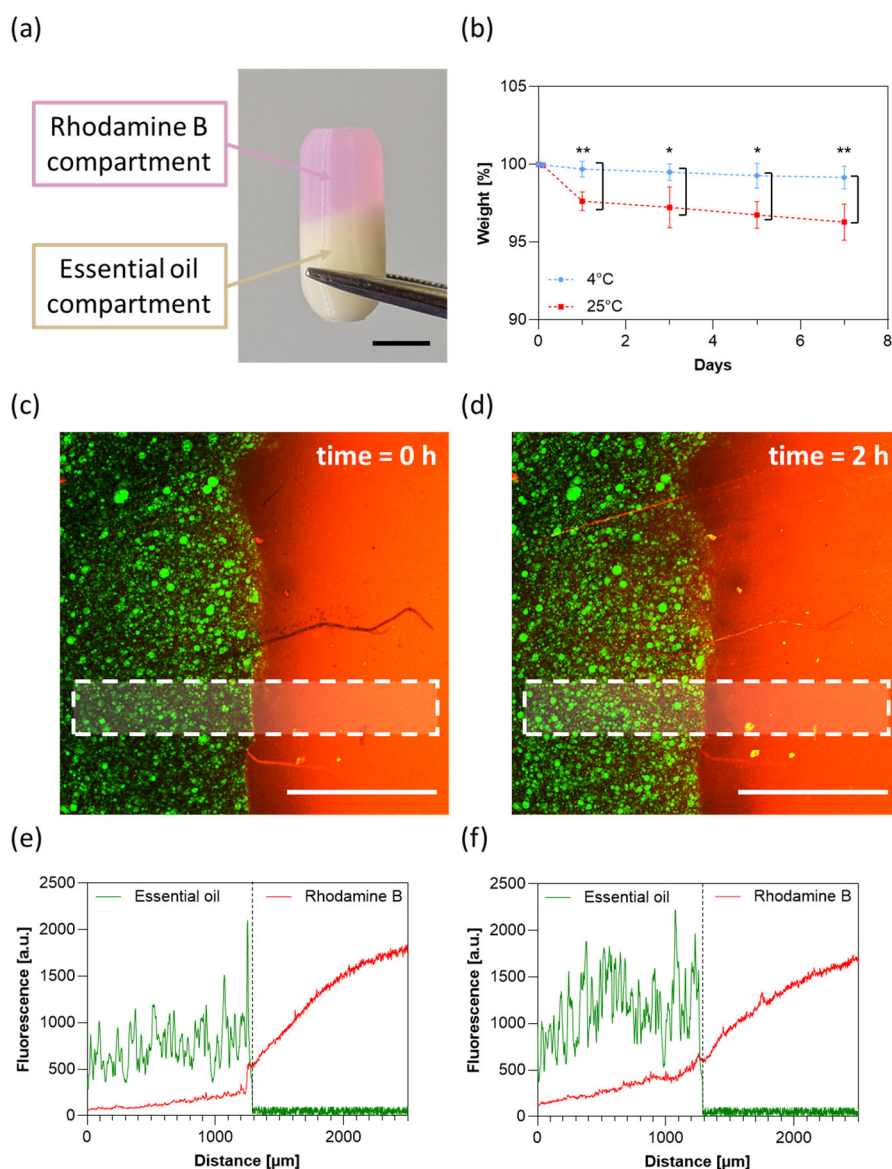 (a)
Rhodamine B
compartment
Essential oil
compartment
(b)
105
100
95
90
Weight [%]
**
*
*
**
4°C
25°C
0
2
4
6
8
Days
(c)
time = 0 h
(d)
time = 2 h
(e)
2500
2000
1500
1000
500
0
Fluorescence [a.u.]
Essential oil
Rhodamine B
0
1000
2000
Distance [µm]
(f)
2500
2000
1500
1000
500
0
Fluorescence [a.u.]
Essential oil
Rhodamine B
0
1000
2000
Distance [µm]